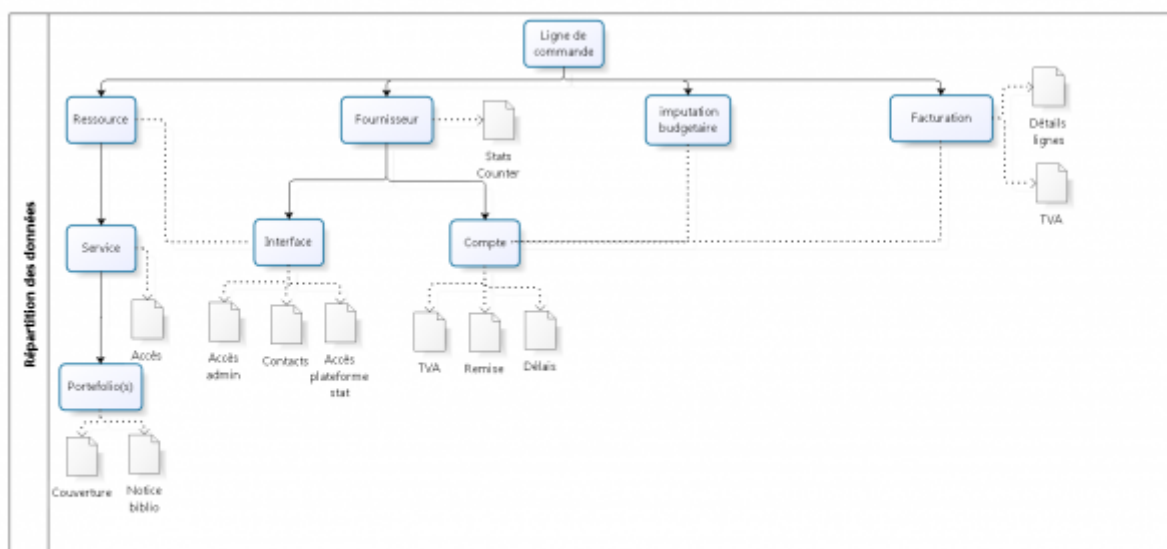 Répartition des données
Ligne de
commande
Ressource
Fournisseur
imputation
budgetaire
Facturation
Stats
Counter
Détails
lignes
TVA
Service
Interface
Compte
Accès
Accès
admin
Contacts
Accès
plateforme
stat
TVA
Remise
Délais
Portefolio(s)
Couverture
Notice
biblio